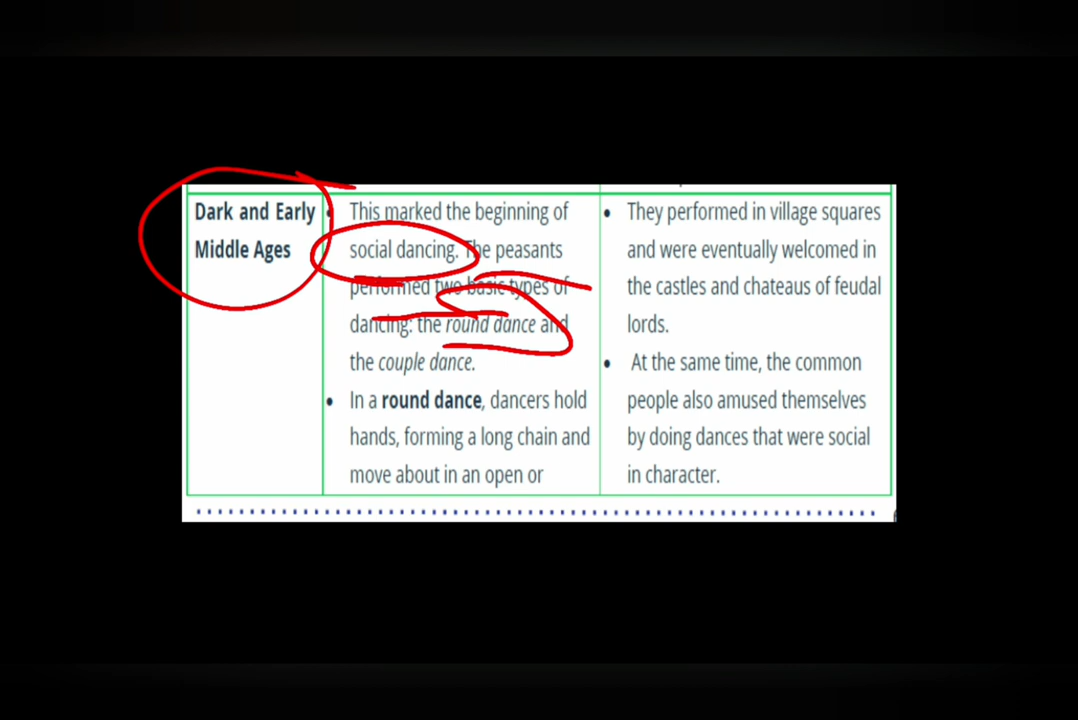 Dark and Early
Middle Ages
• This marked the beginning of
social dancing. The peasants
performed two basic types of
dancing: the round dance and
the couple dance.
• In a round dance, dancers hold
hands, forming a long chain and
move about in an open or
• They performed in village squares
and were eventually welcomed in
the castles and chateaus of feudal
lords.
• At the same time, the common
people also amused themselves
by doing dances that were social
in character.